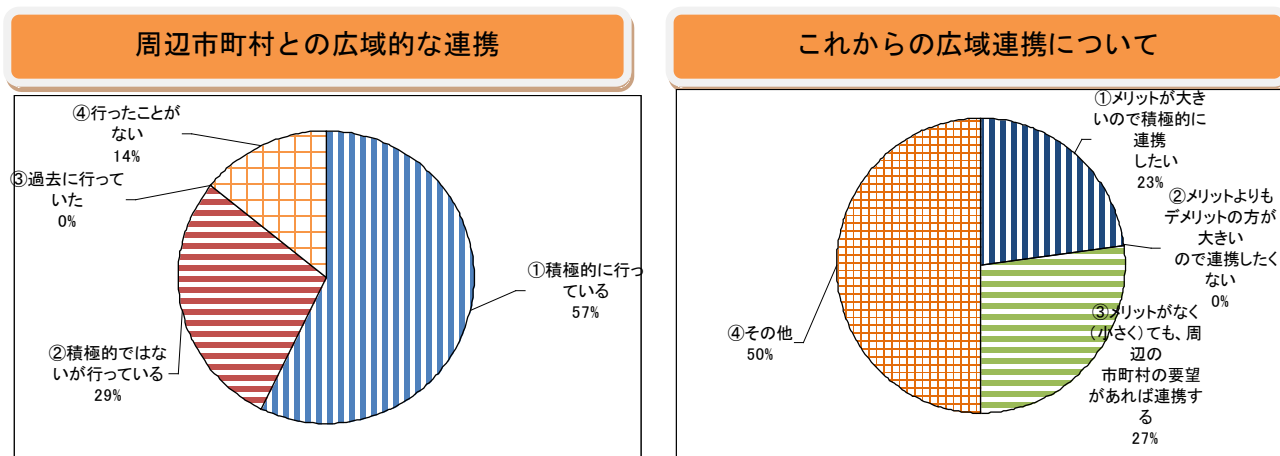 周辺市町村との広域的な連携
④行ったことが
ない
14%
③過去に行って
いた
0%
①積極的に行っ
ている
57%
②積極的ではな
いが行っている
29%
これからの広域連携について
①メリットが大き
いので積極的に
連携
したい
23%
②メリットよりも
デメリットの方が
大きい
ので連携したく
ない
0%
③メリットがなく
(小さく)ても、周
辺の
市町村の要望
があれば連携す
る
27%
④その他
50%